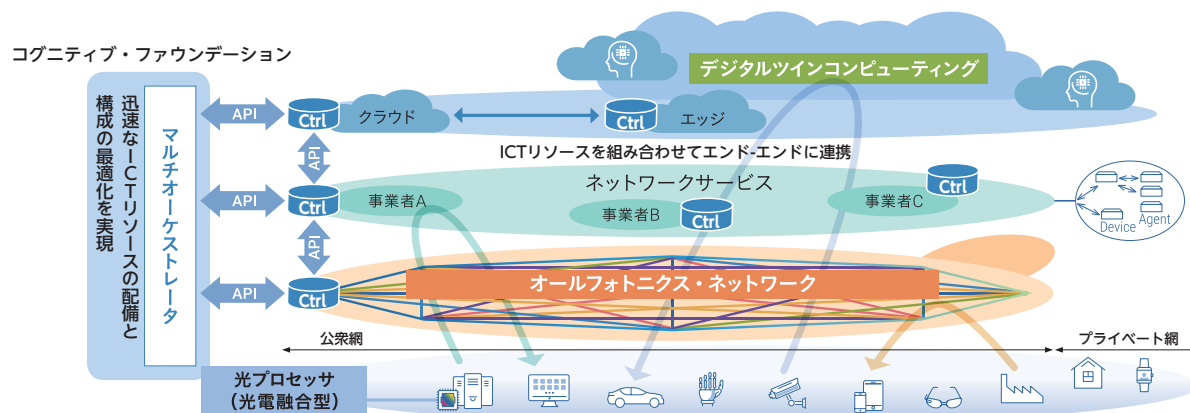 コグニティブ・ファウンデーション
迅速なICTリソースの配備と
構成の最適化を実現
マルチオーケストレータ
デジタルツインコンピューティング
API
Ctrl
クラウド
Ctrl
エッジ
API
ICTリソースを組み合わせてエンド-エンドに連携
ネットワークサービス
API
Ctrl
事業者A
事業者B
Ctrl
事業者C
Ctrl
Device
Agent
API
API
Ctrl
オールフォトニクス・ネットワーク
公衆網
プライベート網
光プロセッサ
（光電融合型）